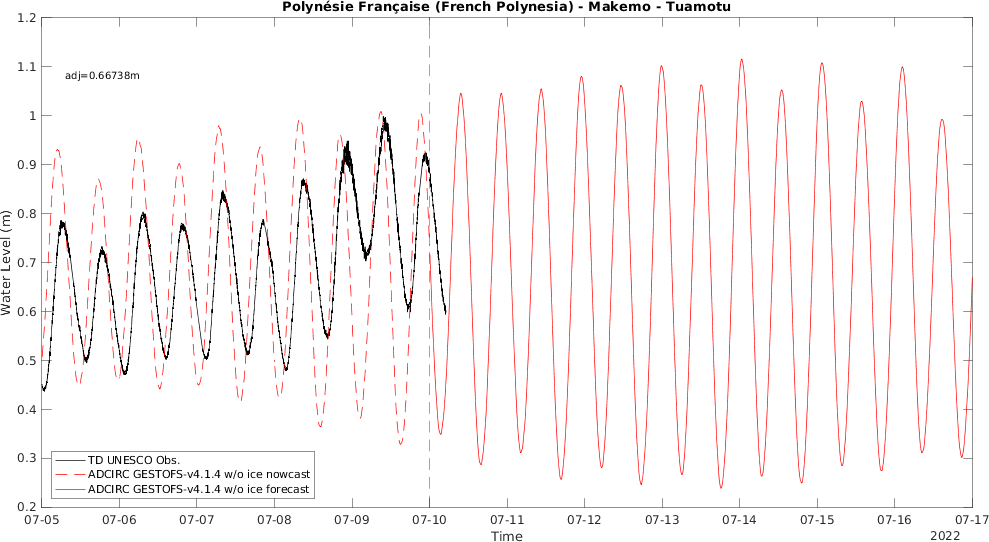 Polynésie Française (French Polynesia) - Makemo - Tuamotu
1.2
1.1
adj=0.66738m
1
0.9
0.8
0.7
0.6
0.5
0.4
0.3
0.2
Water Level (m)
TD UNESCO Obs.
ADCIRC GESTOFS-v4.1.4 w/o ice nowcast
ADCIRC GESTOFS-v4.1.4 w/o ice forecast
07-05 07-06 07-07 07-08 07-09 07-10 07-11 07-12 07-13 07-14 07-15 07-16 07-17
Time
2022